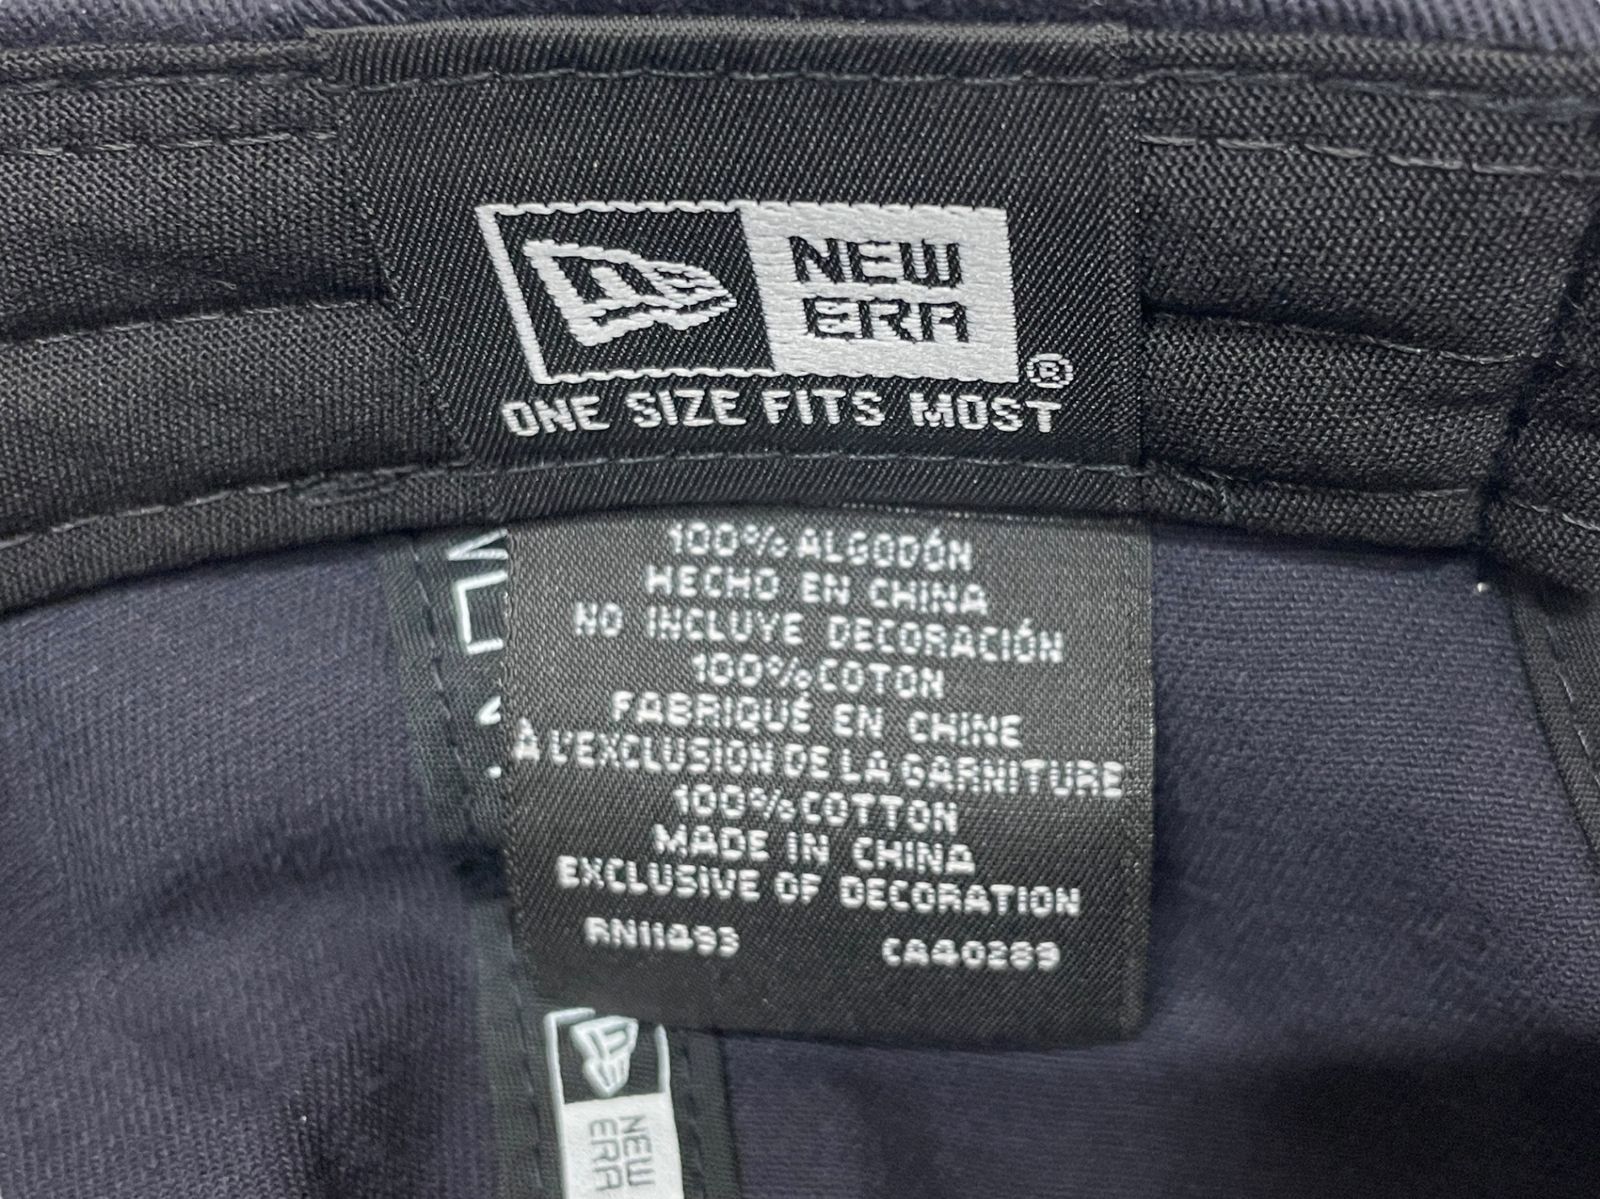 NEW
ERA
®
ONE SIZE FITS MOST
100% ALGODÓN
HECHO EN CHINA
NO INCLUYE DECORACIÓN
100% COTON
FABRIQUÉ EN CHINE
À L'EXCLUSION DE LA GARNITURE
100% COTTON
MADE IN CHINA
EXCLUSIVE OF DECORATION
RN11493 CA40289
NEW
ERA